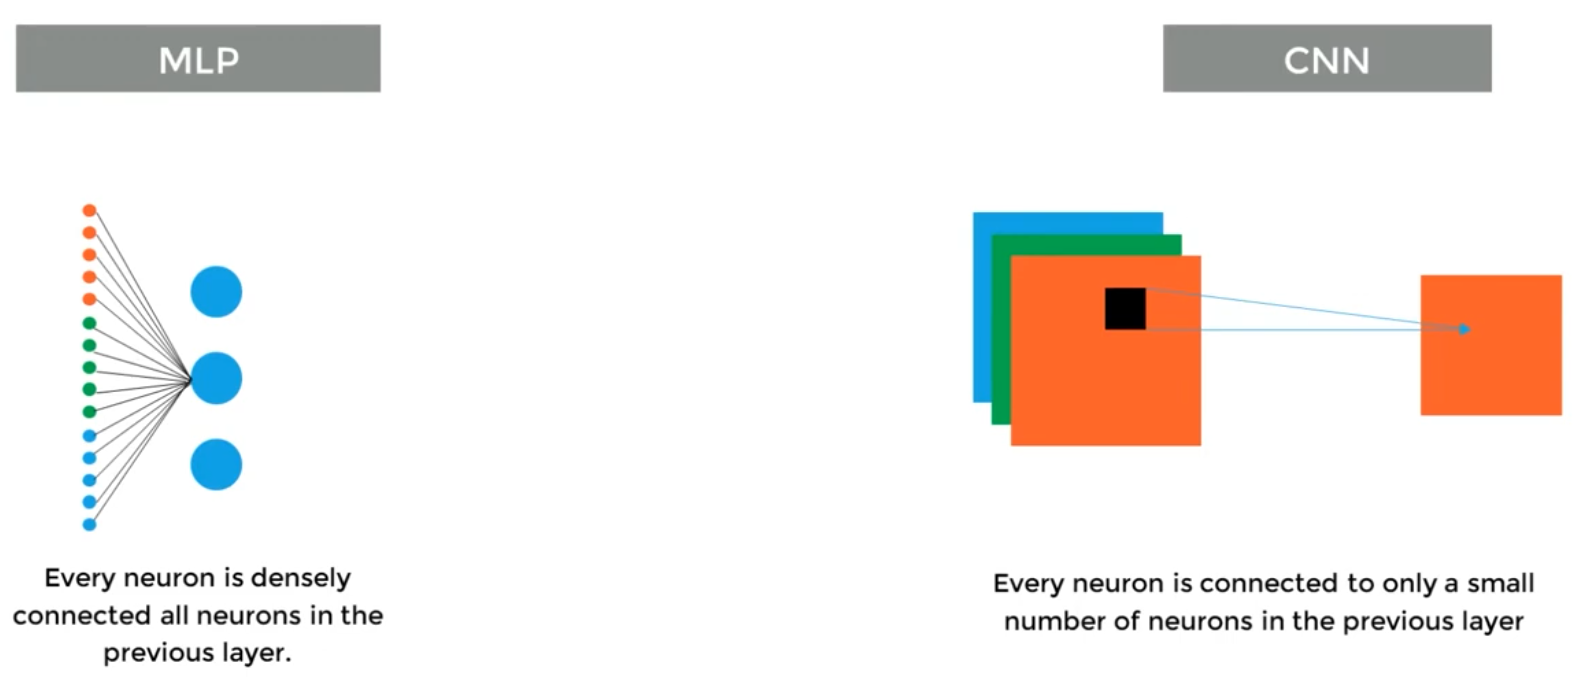 MLP
CNN
Every neuron is densely
connected all neurons in the
previous layer.
Every neuron is connected to only a small
number of neurons in the previous layer